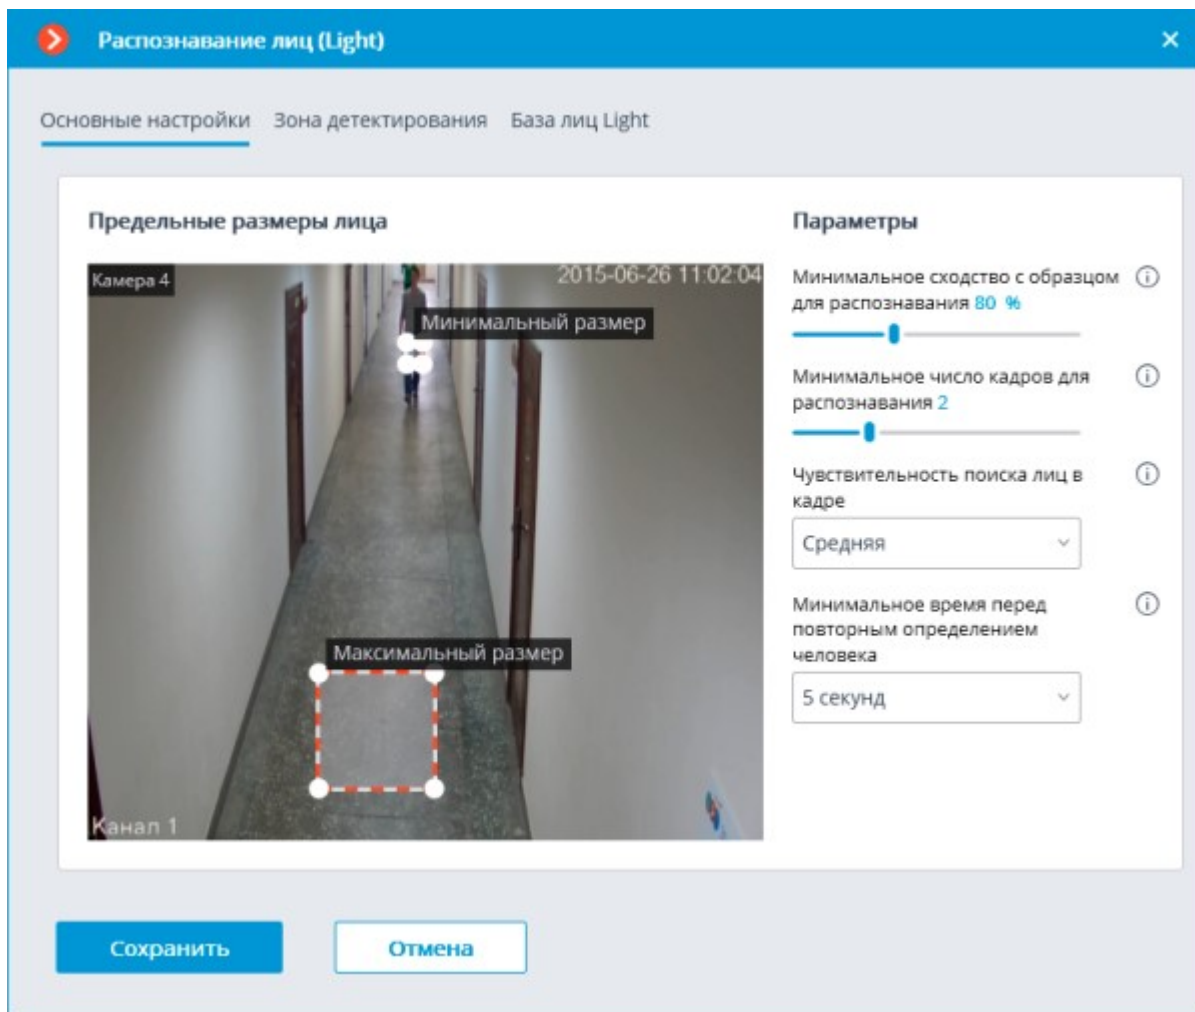 Распознавание лиц (Light)
Основные настройки Зона детектирования База лиц Light
Предельные размеры лица
Камера 4
2015-06-26 11:02:04
Минимальный размер
Максимальный размер
Канал 1
Параметры
Минимальное сходство с образцом
для распознавания 80 %
Минимальное число кадров для
распознавания 2
Чувствительность поиска лиц в
кадре
Средняя
Минимальное время перед
повторным определением
человека
5 секунд
Сохранить
Отмена